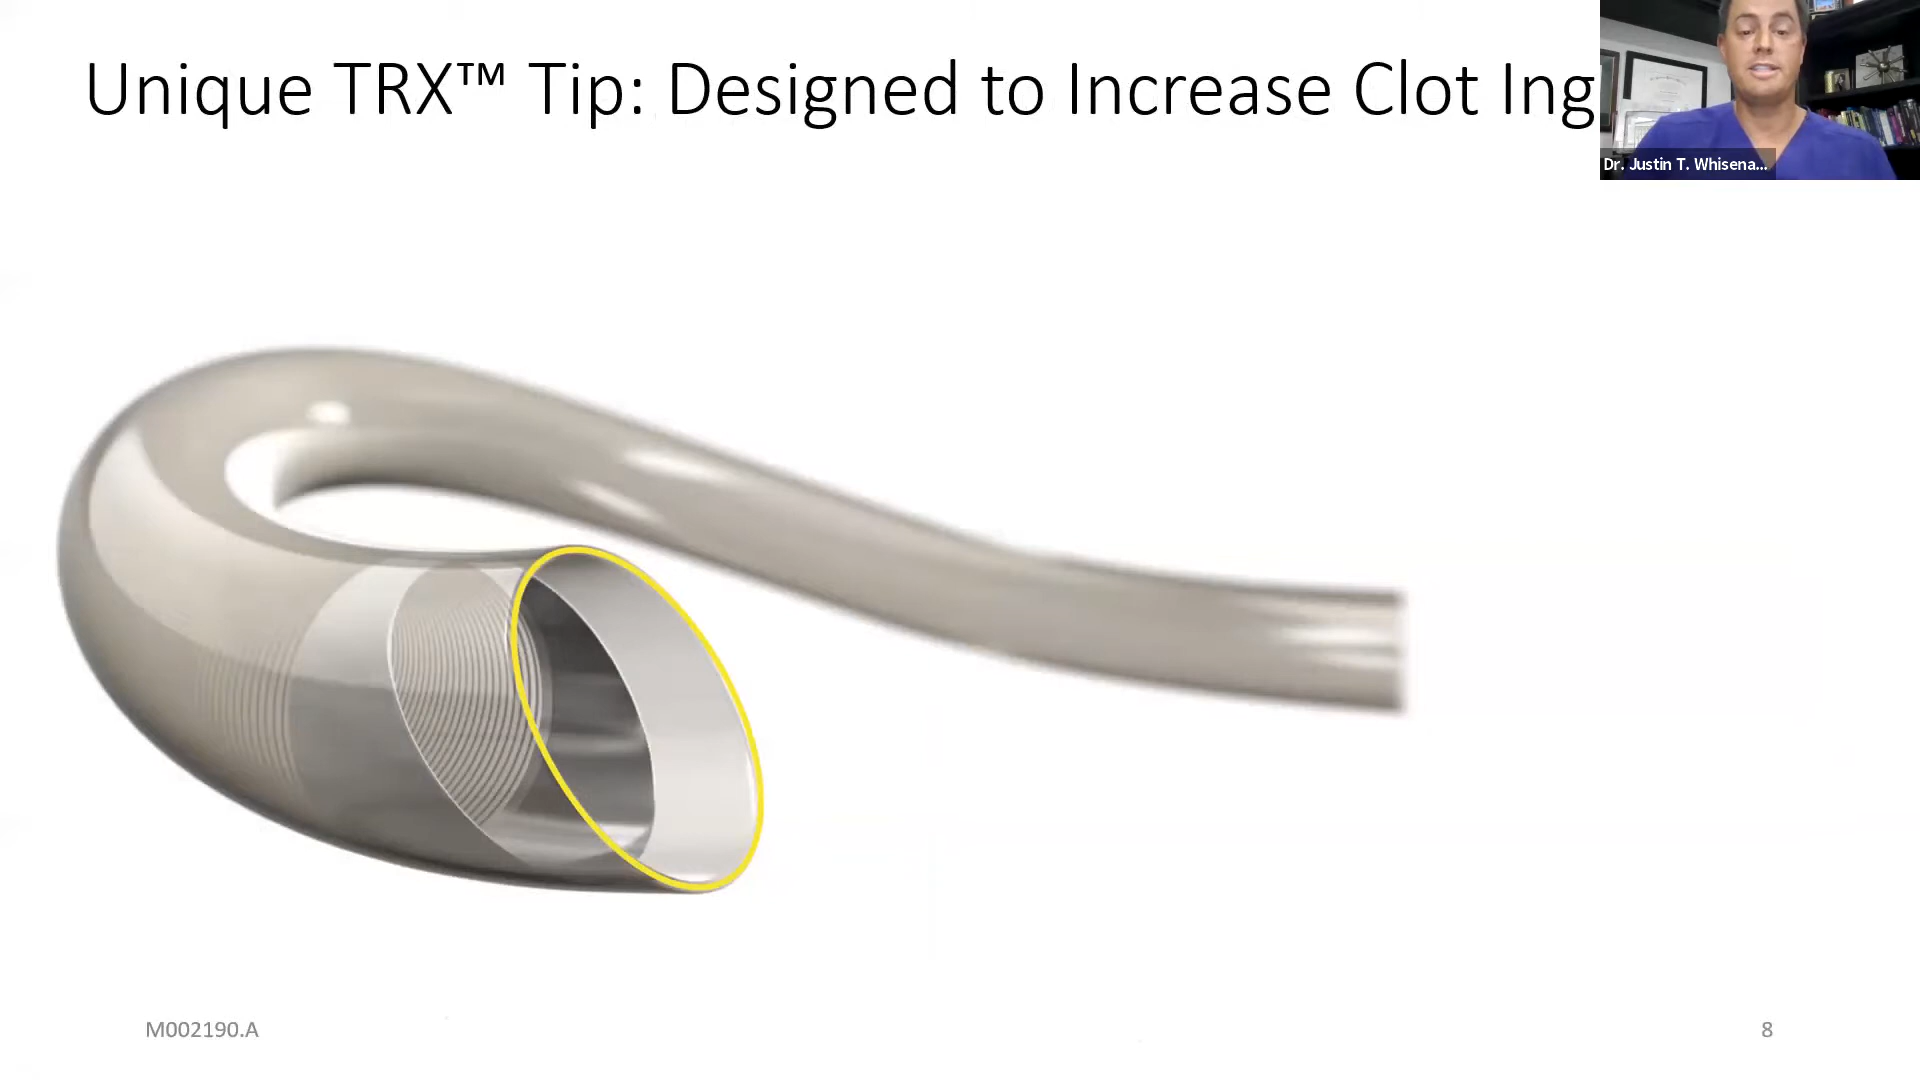 Unique TRX™ Tip: Designed to Increase Clot Ing
Dr. Justin T. Whisena...
M002190.A
8